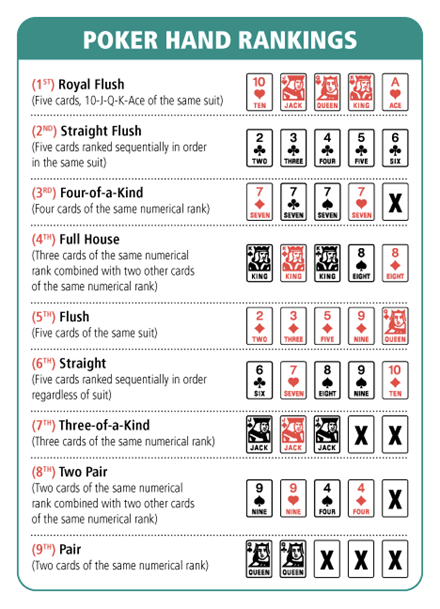 POKER HAND RANKINGS
(1ST) Royal Flush
(Five cards, 10-J-Q-K-Ace of the same suit)
10 TEN JACK QUEEN KING A ACE
(2ND) Straight Flush
(Five cards ranked sequentially in order
in the same suit)
2 TWO 3 THREE 4 FOUR 5 FIVE 6 SIX
(3RD) Four-of-a-Kind
(Four cards of the same numerical rank)
7 SEVEN 7 SEVEN 7 SEVEN 7 SEVEN X
(4TH) Full House
(Three cards of the same numerical
rank combined with two other cards
of the same numerical rank)
KING KING KING 8 EIGHT 8 EIGHT
(5TH) Flush
(Five cards of the same suit)
2 TWO 3 THREE 5 FIVE 9 NINE QUEEN
(6TH) Straight
(Five cards ranked sequentially in order
regardless of suit)
6 SIX 7 SEVEN 8 EIGHT 9 NINE 10 TEN
(7TH) Three-of-a-Kind
(Three cards of the same numerical rank)
JACK JACK JACK X X
(8TH) Two Pair
(Two cards of the same numerical
rank combined with two other cards
of the same numerical rank)
9 NINE 9 NINE 4 FOUR 4 FOUR X
(9TH) Pair
(Two cards of the same numerical rank)
QUEEN QUEEN X X X